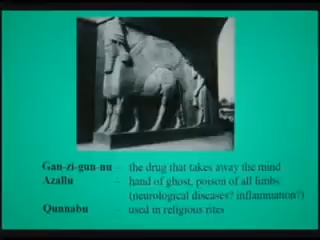 Gan-zi-gun-nu - the drug that takes away the mind
Azallu - hand of ghost, poison of all limbs
(neurological diseases? inflammation?)
Qunnabu - used in religious rites